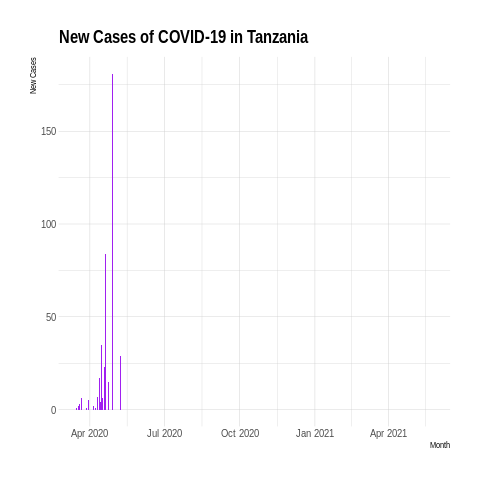 New Cases of COVID-19 in Tanzania
New Cases
150
100
50
0
Apr 2020 Jul 2020 Oct 2020 Jan 2021 Apr 2021
Month